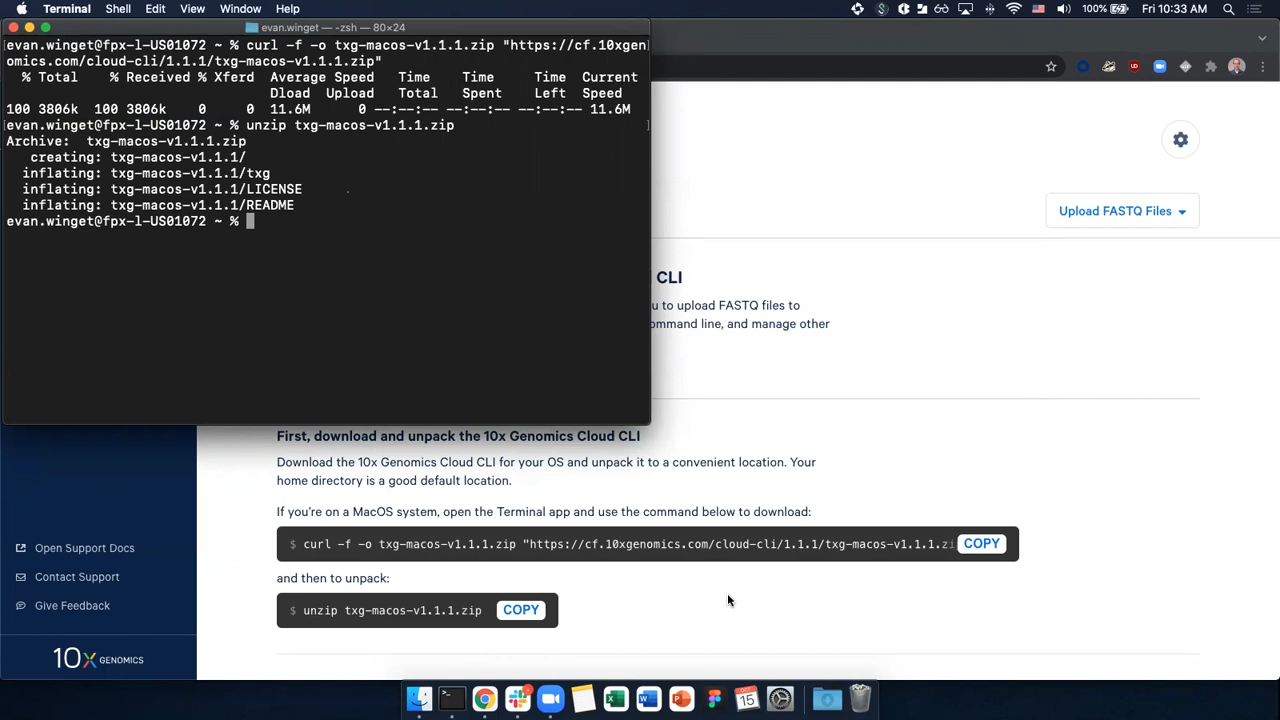 Terminal Shell Edit View Window Help
100% Fri Oct 15 10:33 AM
evan.winget — -zsh — 80×24
evan.winget@fpx-l-US01072 ~ % curl -f -o txg-macos-v1.1.1.zip "https://cf.10xgen
omics.com/cloud-cli/1.1.1/txg-macos-v1.1.1.zip"
% Total % Received % Xferd Average Speed Time Time Time Current
Dload Upload Total Spent Left Speed
100 3806k 100 3806k 0 0 11.6M 0 --:--:-- --:--:-- --:--:-- 11.6M
evan.winget@fpx-l-US01072 ~ % unzip txg-macos-v1.1.1.zip
Archive: txg-macos-v1.1.1.zip
creating: txg-macos-v1.1.1/
inflating: txg-macos-v1.1.1/txg
inflating: txg-macos-v1.1.1/LICENSE
inflating: txg-macos-v1.1.1/README
evan.winget@fpx-l-US01072 ~ %
Upload FASTQ Files
CLI
u to upload FASTQ files to
ommand line, and manage other
First, download and unpack the 10x Genomics Cloud CLI
Download the 10x Genomics Cloud CLI for your OS and unpack it to a convenient location. Your
home directory is a good default location.
If you're on a MacOS system, open the Terminal app and use the command below to download:
$ curl -f -o txg-macos-v1.1.1.zip "https://cf.10xgenomics.com/cloud-cli/1.1.1/txg-macos-v1.1.1.zi COPY
and then to unpack:
$ unzip txg-macos-v1.1.1.zip COPY
Open Support Docs
Contact Support
Give Feedback
10x GENOMICS
OCT
15